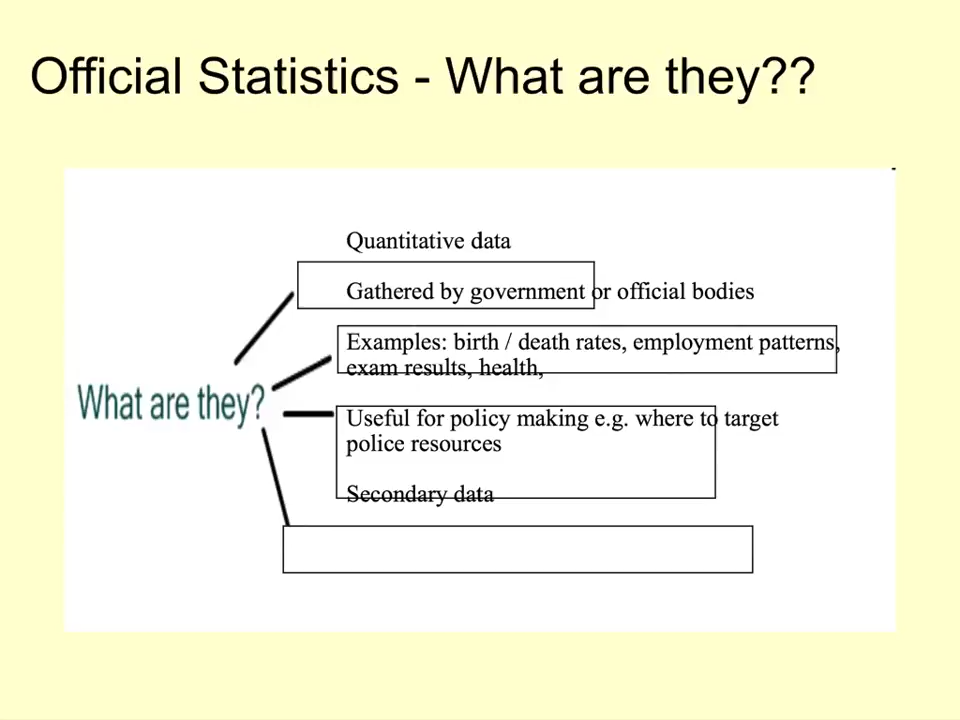 Official Statistics - What are they??
Quantitative data
Gathered by government or official bodies
Examples: birth / death rates, employment patterns,
exam results, health,
What are they?
Useful for policy making e.g. where to target
police resources
Secondary data